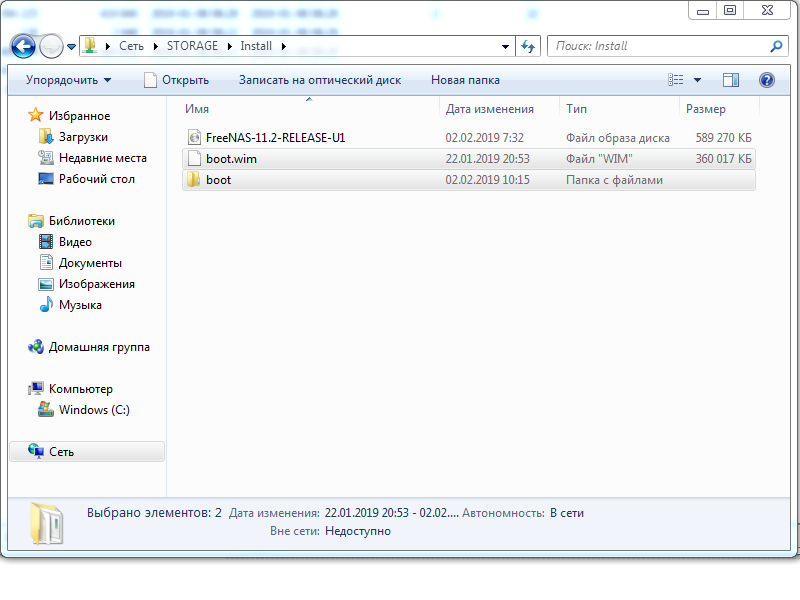 Сеть STORAGE Install Поиск: Install
Упорядочить Открыть Записать на оптический диск Новая папка
Имя Дата изменения Тип Размер
FreeNAS-11.2-RELEASE-U1 02.02.2019 7:32 Файл образа диска 589 270 КБ
boot.wim 22.01.2019 20:53 Файл "WIM" 360 017 КБ
boot 02.02.2019 10:15 Папка с файлами
Избранное
Загрузки
Недавние места
Рабочий стол
Библиотеки
Видео
Документы
Изображения
Музыка
Домашняя группа
Компьютер
Windows (C:)
Сеть
Выбрано элементов: 2 Дата изменения: 22.01.2019 20:53 - 02.02.... Автономность: В сети
Вне сети: Недоступно